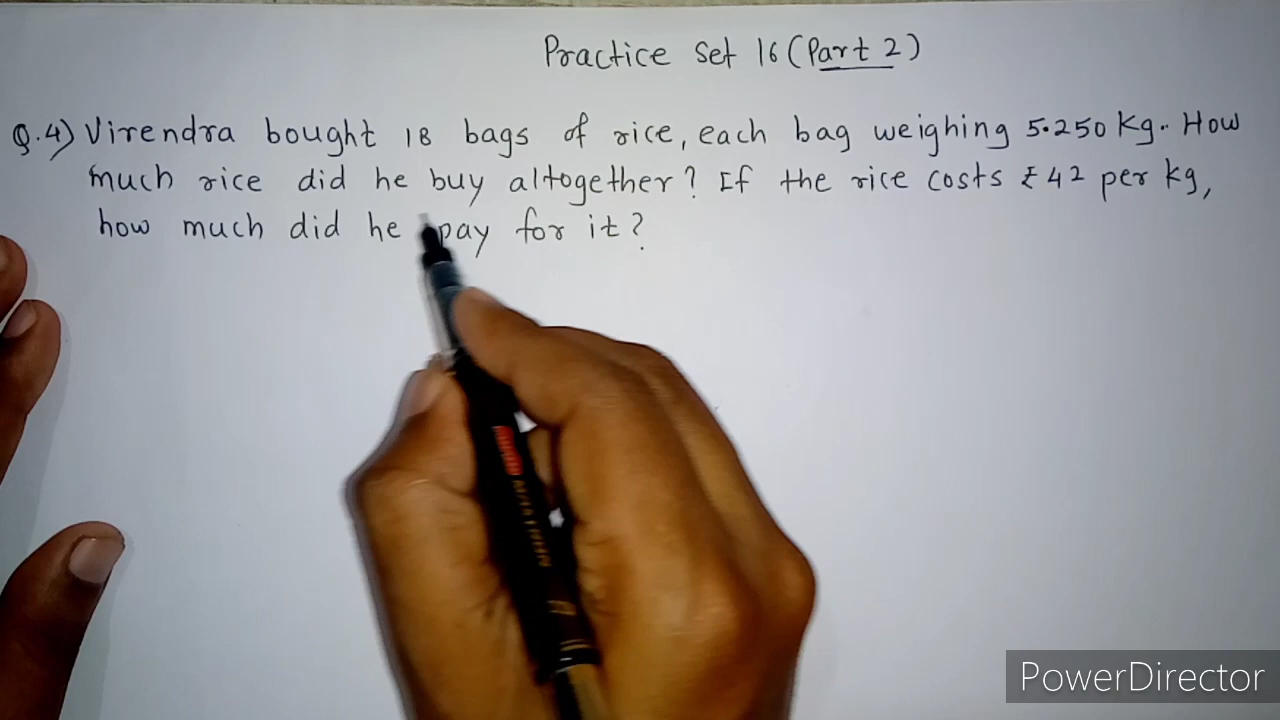 Practice Set 16 (Part 2)
Q.4) Virendra bought 18 bags of rice, each bag weighing 5.250 Kg. How
much rice did he buy altogether? If the rice costs ₹ 42 per kg,
how much did he pay for it?
PowerDirector